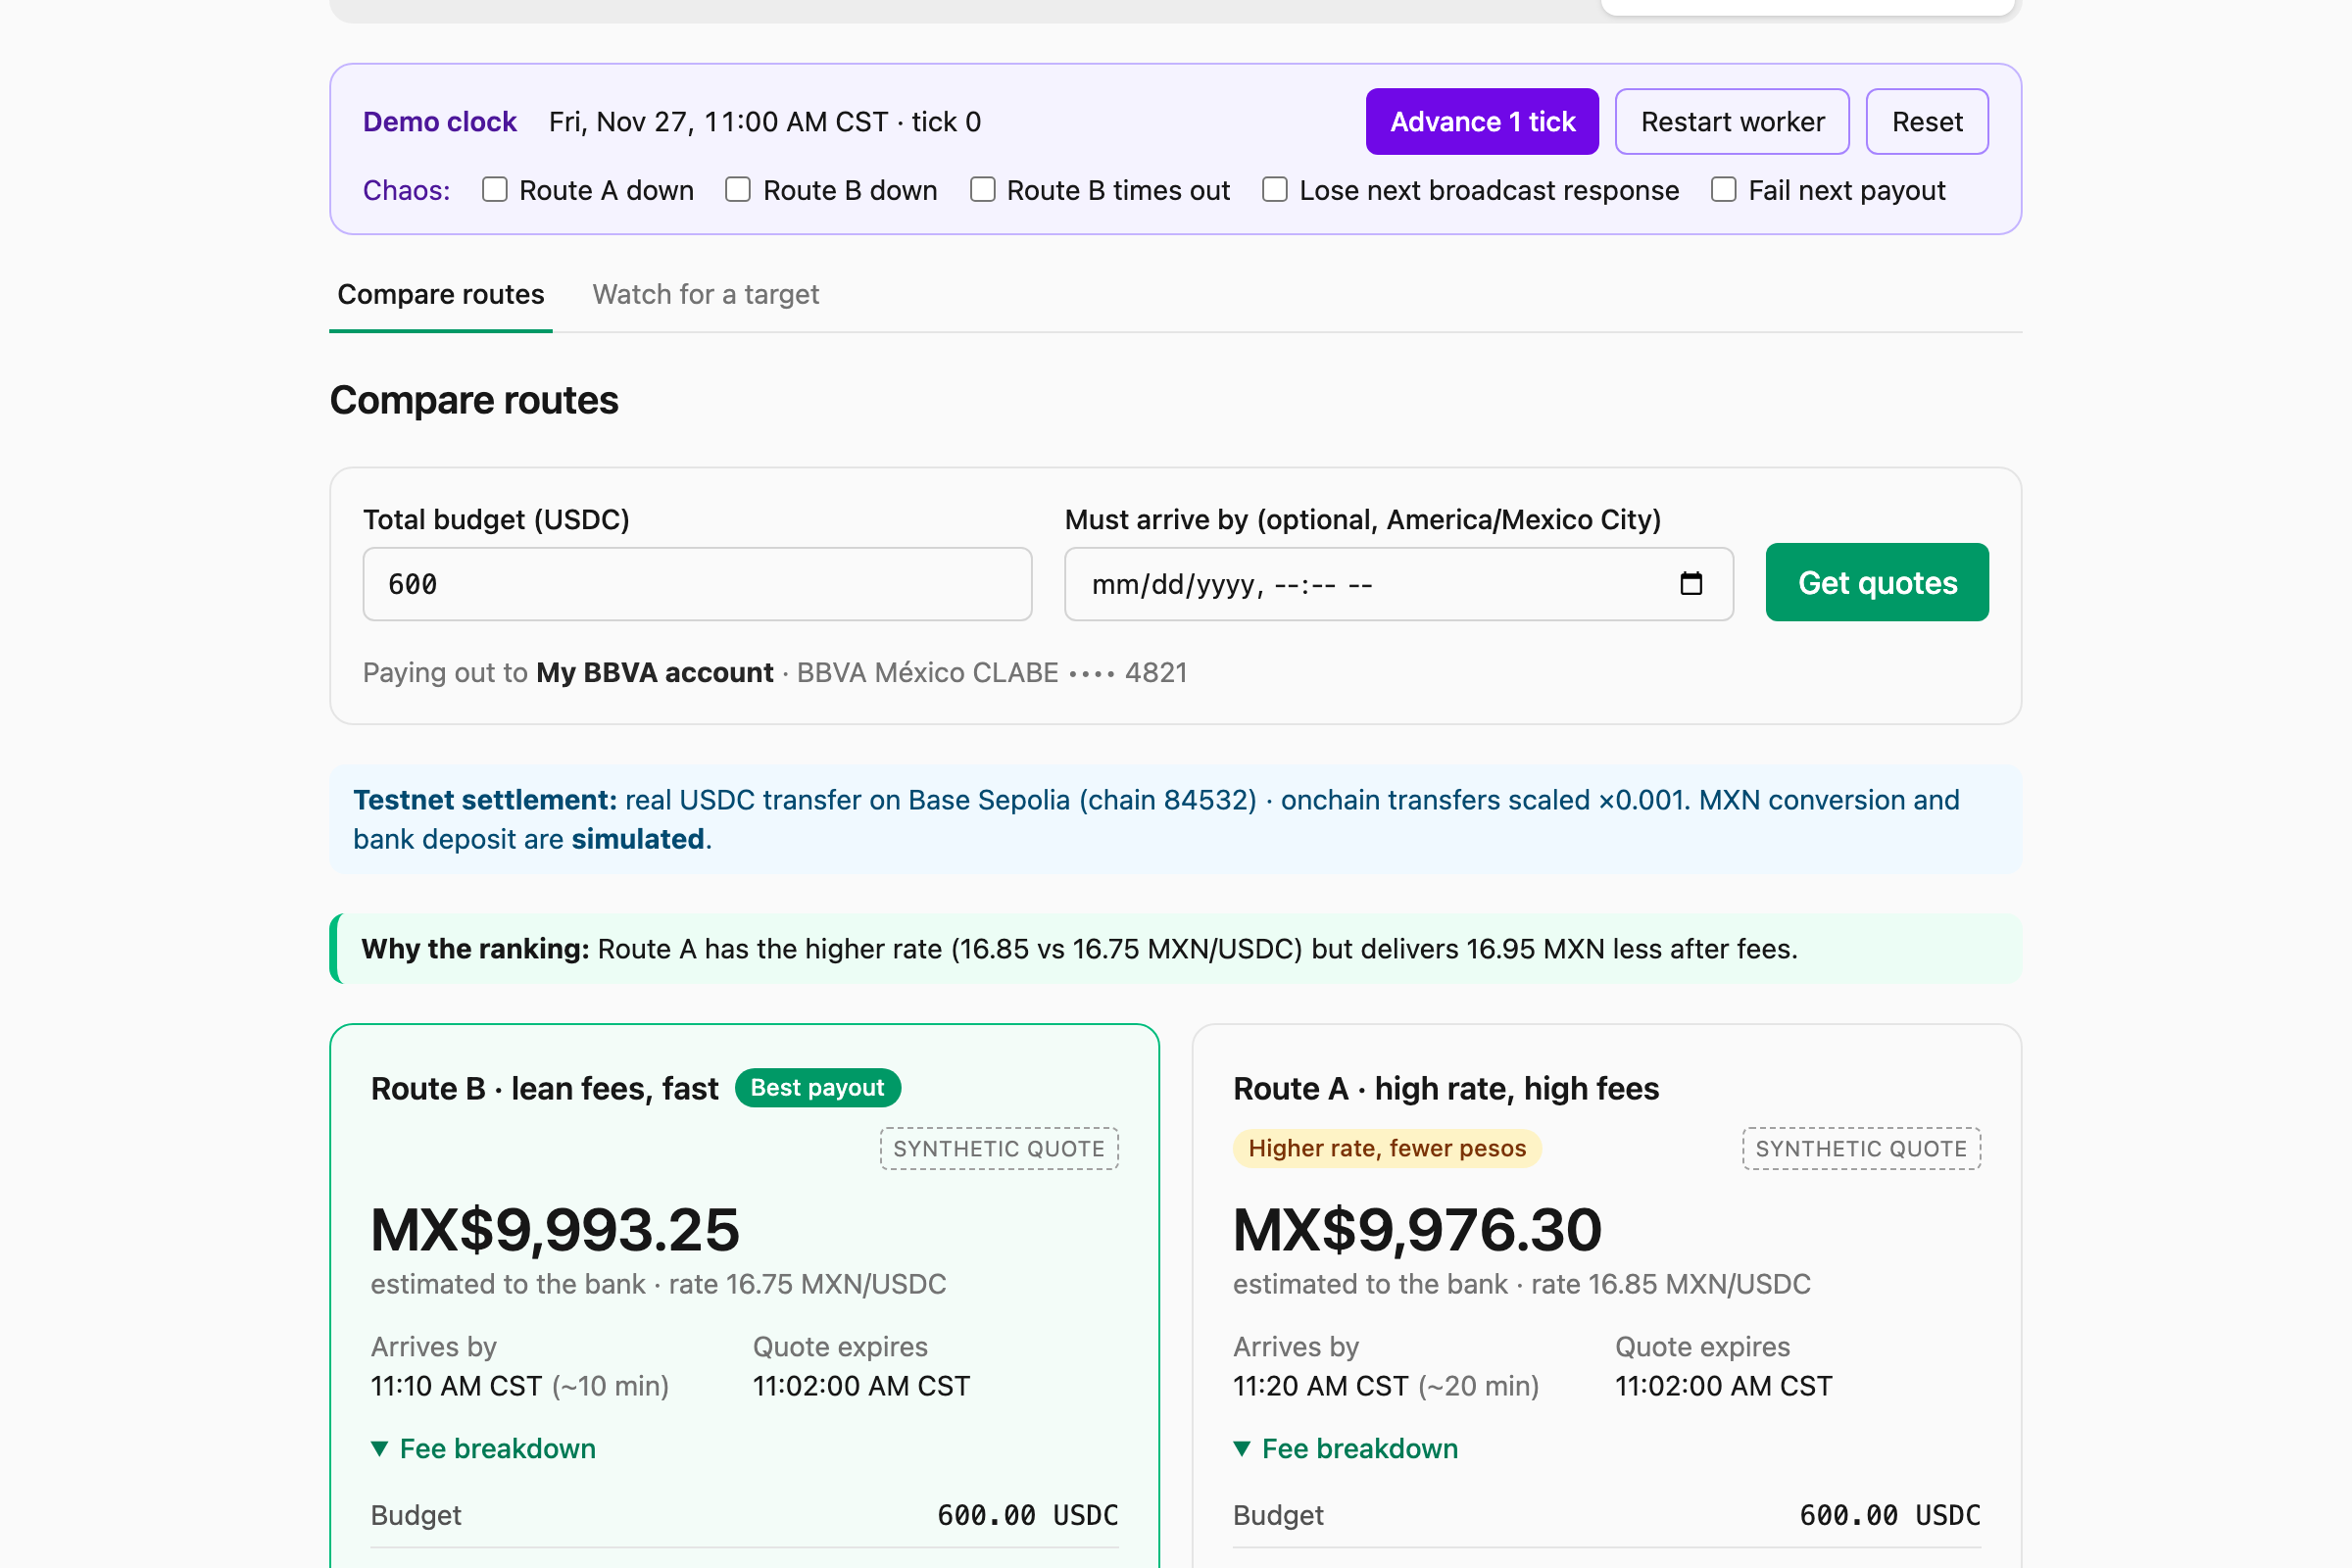 Demo clock Fri, Nov 27, 11:00 AM CST · tick 0 Advance 1 tick Restart worker Reset
Chaos: Route A down Route B down Route B times out Lose next broadcast response Fail next payout
Compare routes Watch for a target
Compare routes
Total budget (USDC) Must arrive by (optional, America/Mexico City)
600 mm/dd/yyyy, --:-- -- Get quotes
Paying out to My BBVA account · BBVA México CLABE •••• 4821
Testnet settlement: real USDC transfer on Base Sepolia (chain 84532) · onchain transfers scaled ×0.001. MXN conversion and
bank deposit are simulated.
Why the ranking: Route A has the higher rate (16.85 vs 16.75 MXN/USDC) but delivers 16.95 MXN less after fees.
Route B · lean fees, fast Best payout
SYNTHETIC QUOTE
MX$9,993.25
estimated to the bank · rate 16.75 MXN/USDC
Arrives by Quote expires
11:10 AM CST (~10 min) 11:02:00 AM CST
▼ Fee breakdown
Budget 600.00 USDC
Route A · high rate, high fees
Higher rate, fewer pesos SYNTHETIC QUOTE
MX$9,976.30
estimated to the bank · rate 16.85 MXN/USDC
Arrives by Quote expires
11:20 AM CST (~20 min) 11:02:00 AM CST
▼ Fee breakdown
Budget 600.00 USDC